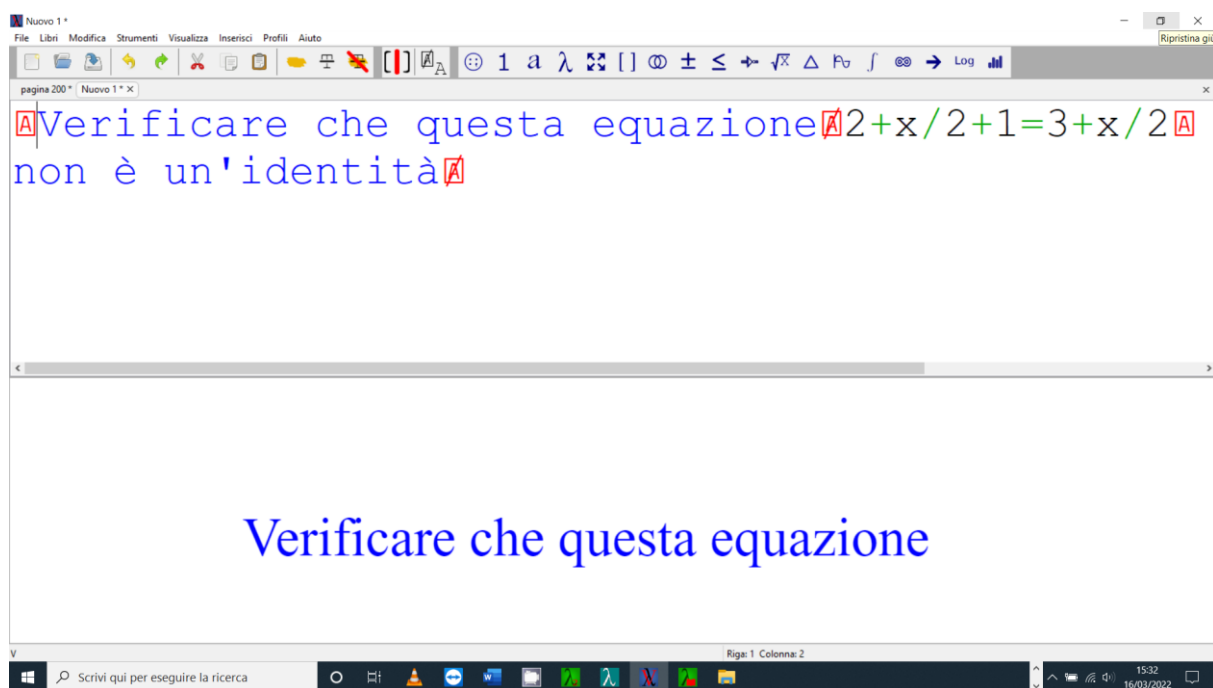 Nuovo 1 *
File Libri Modifica Strumenti Visualizza Inserisci Profili Aiuto
Ripristina giù
1 a λ [ ] ± ≤ √x ∫ Log
pagina 200 * Nuovo 1 * X
Verificare che questa equazione 2+x/2+1=3+x/2
non è un'identità
Verificare che questa equazione
V Riga: 1 Colonna: 2
Scrivi qui per eseguire la ricerca
15:32
16/03/2022